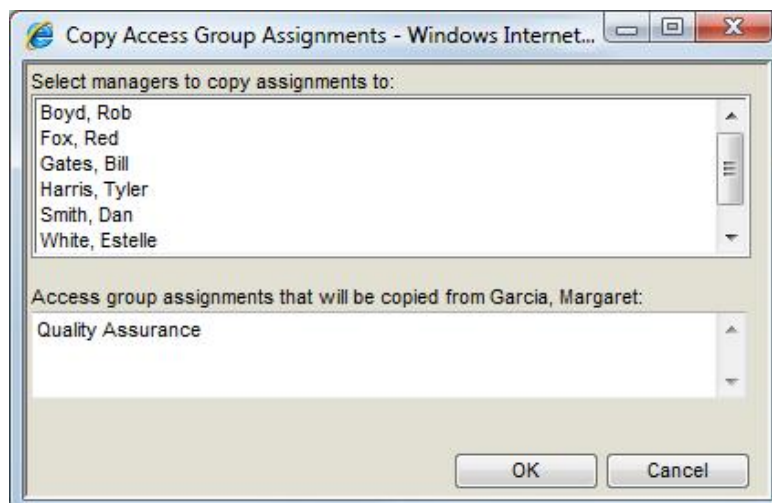 Copy Access Group Assignments - Windows Internet...
Select managers to copy assignments to:
Boyd, Rob
Fox, Red
Gates, Bill
Harris, Tyler
Smith, Dan
White, Estelle
Access group assignments that will be copied from Garcia, Margaret:
Quality Assurance
OK Cancel